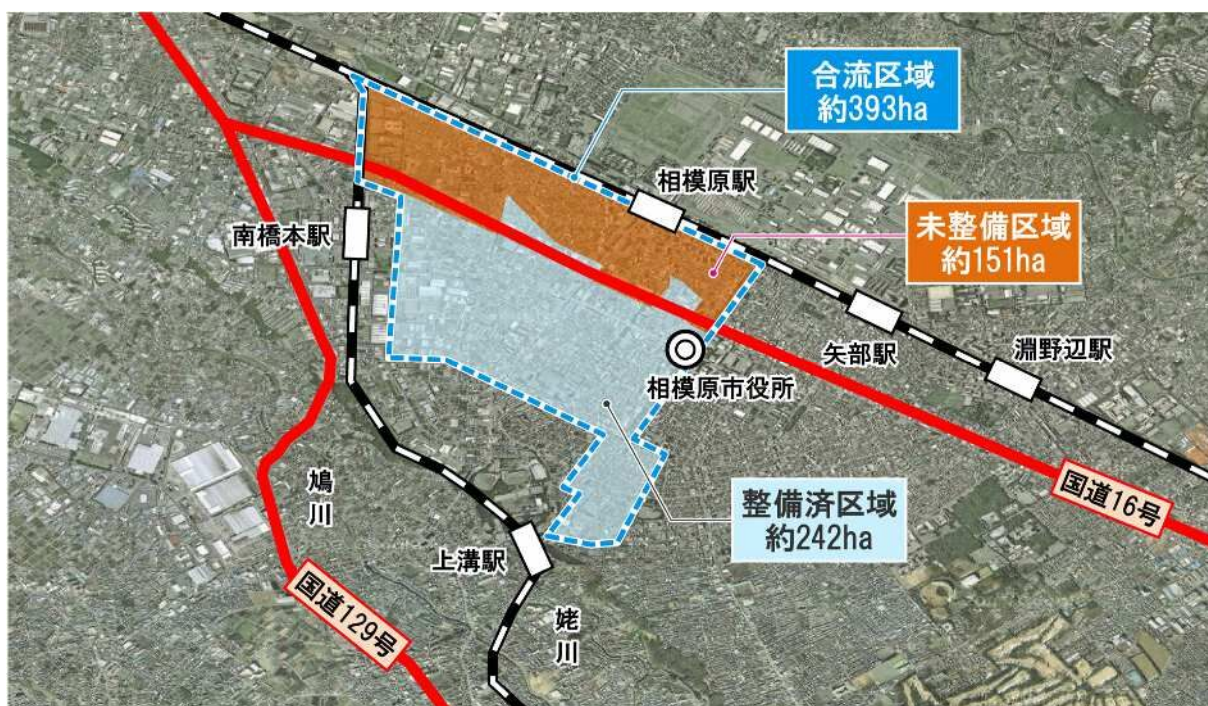 合流区域
約393ha
相模原駅
未整備区域
約151ha
南橋本駅
矢部駅
淵野辺駅
相模原市役所
整備済区域
約242ha
国道16号
鳩川
上溝駅
国道129号
姥川